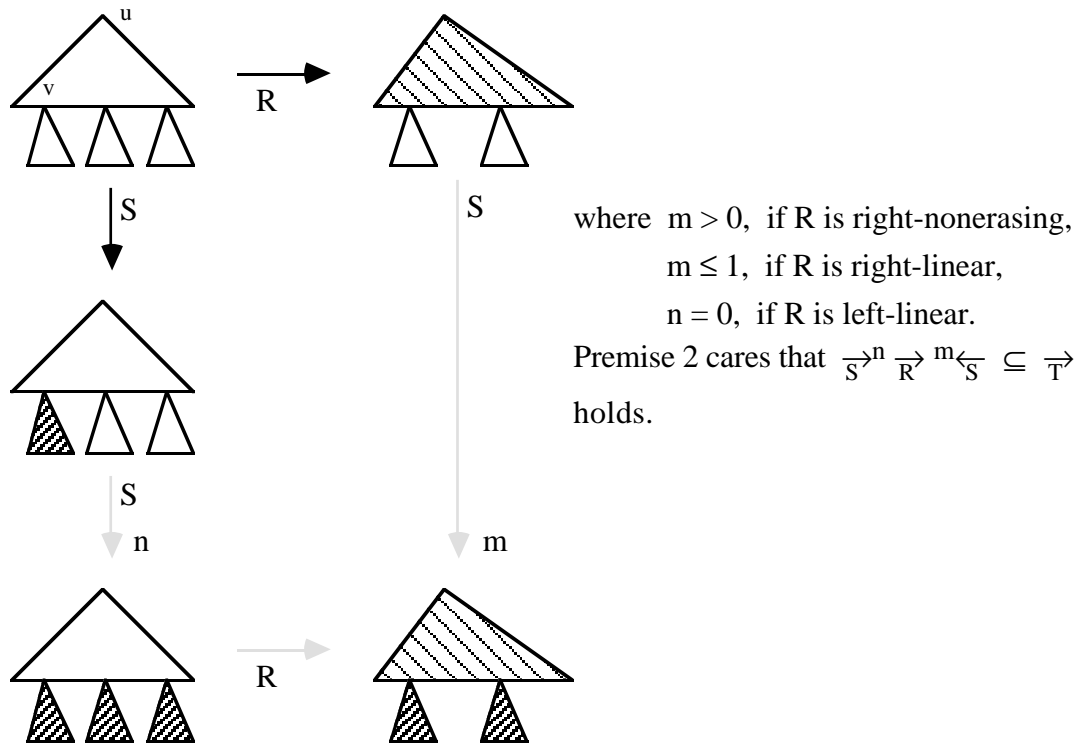 u
v
R
S
S
where m > 0, if R is right-nonerasing,
m ≤ 1, if R is right-linear,
n = 0, if R is left-linear.
Premise 2 cares that →S n →R m ←S ⊆ →T
holds.
S
n
m
R